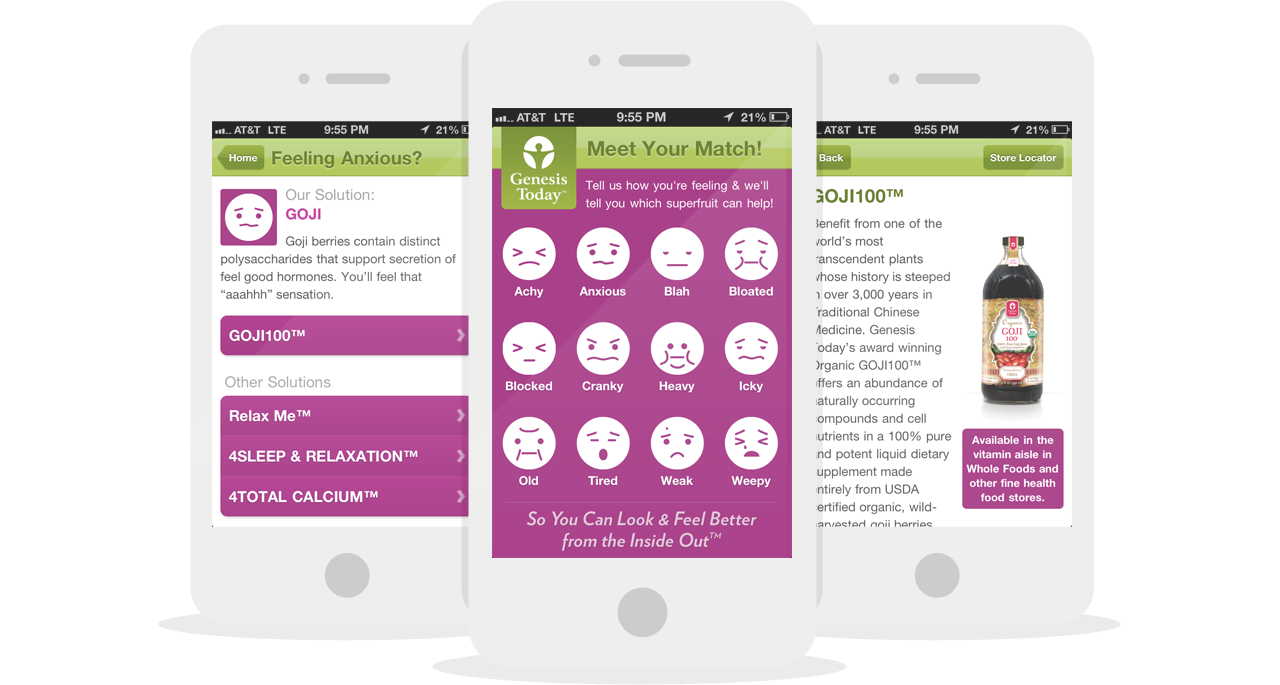 AT&T LTE 9:55 PM 21%
Home Feeling Anxious?
Our Solution:
GOJI
Goji berries contain distinct
polysaccharides that support secretion of
feel good hormones. You'll feel that
“aaahhh” sensation.
GOJI100™
Other Solutions
Relax Me™
4SLEEP & RELAXATION™
4TOTAL CALCIUM™
AT&T LTE 9:55 PM 21%
Genesis
Today™
Meet Your Match!
Tell us how you're feeling & we'll
tell you which superfruit can help!
Achy Anxious Blah Bloated
Blocked Cranky Heavy Icky
Old Tired Weak Weepy
So You Can Look & Feel Better
from the Inside Out™
AT&T LTE 9:55 PM 21%
Back Store Locator
GOJI100™
Benefit from one of the
world’s most
transcendent plants
whose history is steeped
in over 3,000 years in
Traditional Chinese
Medicine. Genesis
Today’s award winning
Organic GOJI100™
offers an abundance of
naturally occurring
compounds and cell
nutrients in a 100% pure
and potent liquid dietary
supplement made
entirely from USDA
certified organic, wild-
harvested goji berries
Organic
GOJI
100
Available in the
vitamin aisle in
Whole Foods and
other fine health
food stores.